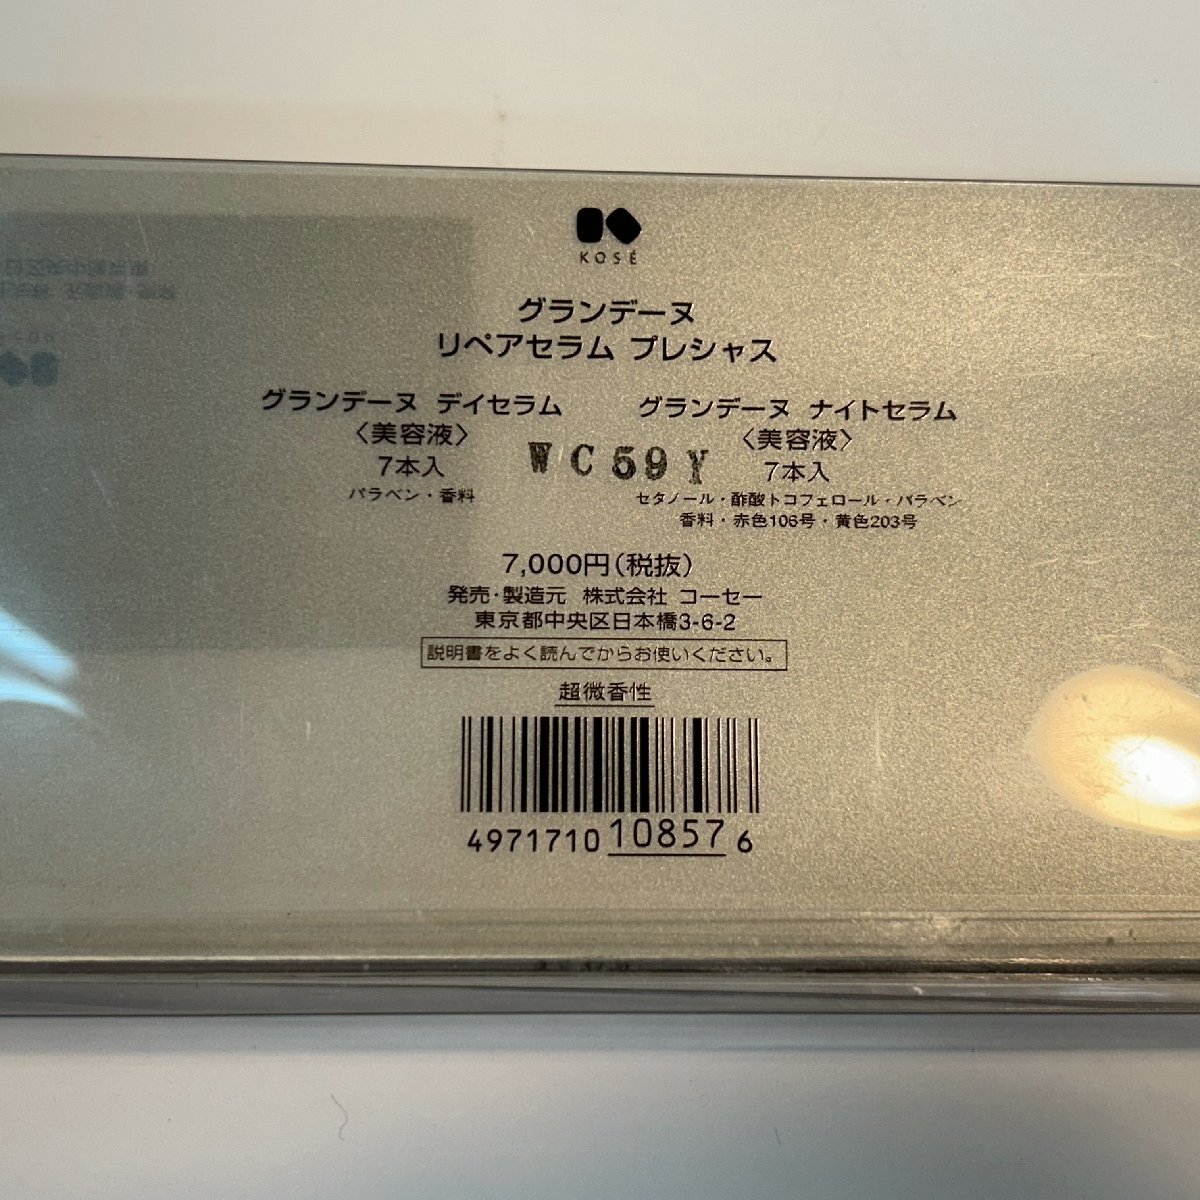 KOSÉ
グランデーヌ
リペアセラム プレシャス
グランデーヌ デイセラム
〈美容液〉
7本入
パラベン・香料
グランデーヌ ナイトセラム
〈美容液〉
7本入
セタノール・酢酸トコフェロール・パラベン
香料・赤色106号・黄色203号
WC59Y
7,000円(税抜)
発売・製造元 株式会社 コーセー
東京都中央区日本橋3-6-2
説明書をよく読んでからお使いください。
超微香性
4971710108576